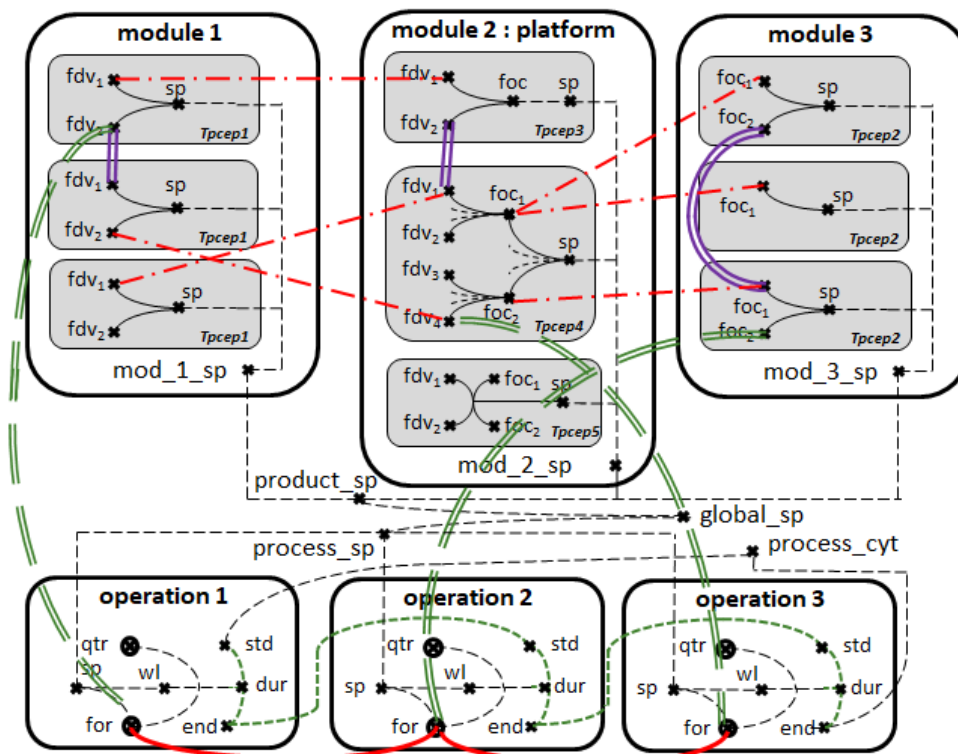 module 1
fdv1
sp
fdv2
Tpcep1
fdv1
sp
fdv2
Tpcep1
fdv1
sp
fdv2
Tpcep1
mod_1_sp
module 2 : platform
fdv1
foc
sp
fdv2
Tpcep3
fdv1
foc1
fdv2
sp
fdv3
foc2
fdv4
Tpcep4
fdv1
foc1
sp
fdv2
foc2
Tpcep5
mod_2_sp
module 3
foc1
sp
foc2
Tpcep2
foc1
sp
Tpcep2
foc1
sp
foc2
Tpcep2
mod_3_sp
product_sp
global_sp
process_sp
process_cyt
operation 1
qtr
std
sp
wl
dur
for
end
operation 2
qtr
std
sp
wl
dur
for
end
operation 3
qtr
std
sp
wl
dur
for
end